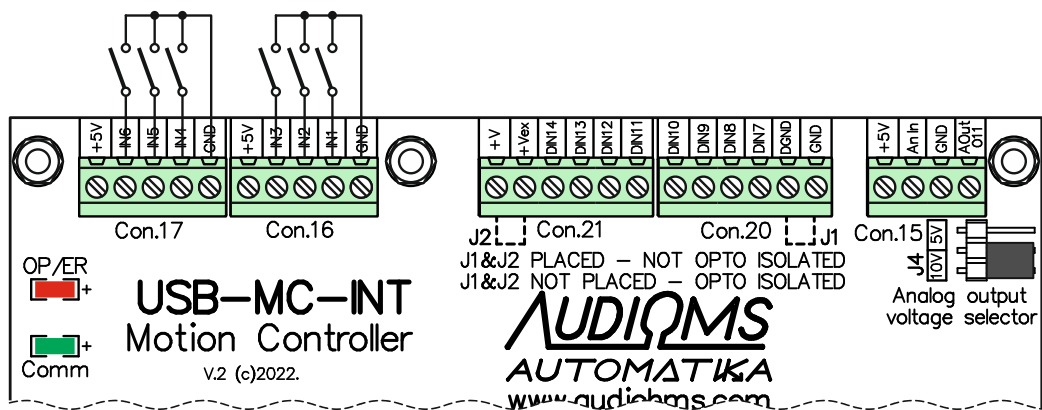 +5V IN6 IN5 IN4 GND
+5V IN3 IN2 IN1 GND
+V +Vex DIN14 DIN13 DIN12 DIN11
DIN10 DIN9 DIN8 DIN7 DGND GND
+5V An In GND AOut O11
Con.17
Con.16
J2
Con.21
Con.20
J1
Con.15
5V
10V
J4
J1&J2 PLACED – NOT OPTO ISOLATED
J1&J2 NOT PLACED – OPTO ISOLATED
Analog output
voltage selector
OP/ER
+
+
Comm
USB–MC–INT
Motion Controller
V.2 (c)2022.
AUDIOMS
AUTOMATIKA
www.audiohms.com